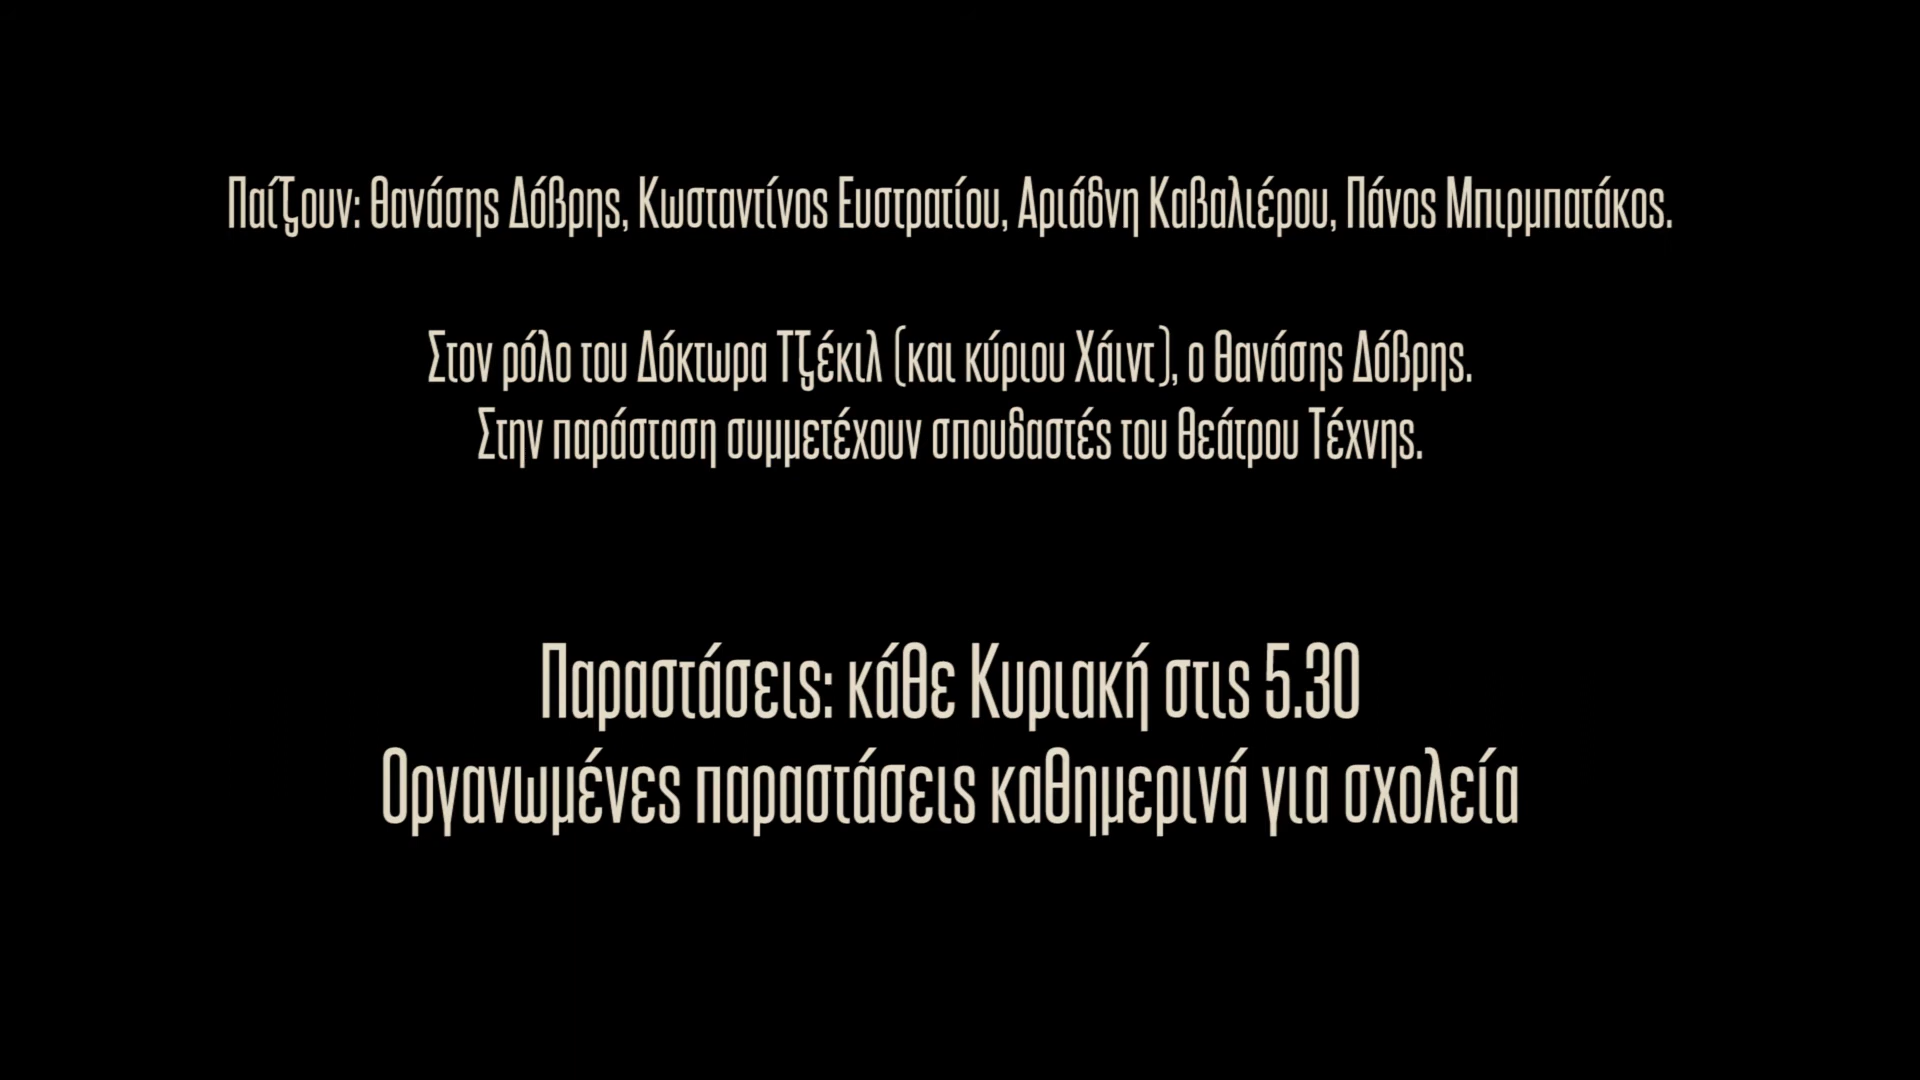 Παίζουν: Θανάσης Δόβρης, Κωσταντίνος Ευστρατίου, Αριάδνη Καβαλιέρου, Πάνος Μπιρμπατάκος.
Στον ρόλο του Δόκτωρα Τζέκιλ (και κύριου Χάιντ), ο Θανάσης Δόβρης.
Στην παράσταση συμμετέχουν σπουδαστές του Θεάτρου Τέχνης.
Παραστάσεις: κάθε Κυριακή στις 5.30
Οργανωμένες παραστάσεις καθημερινά για σχολεία